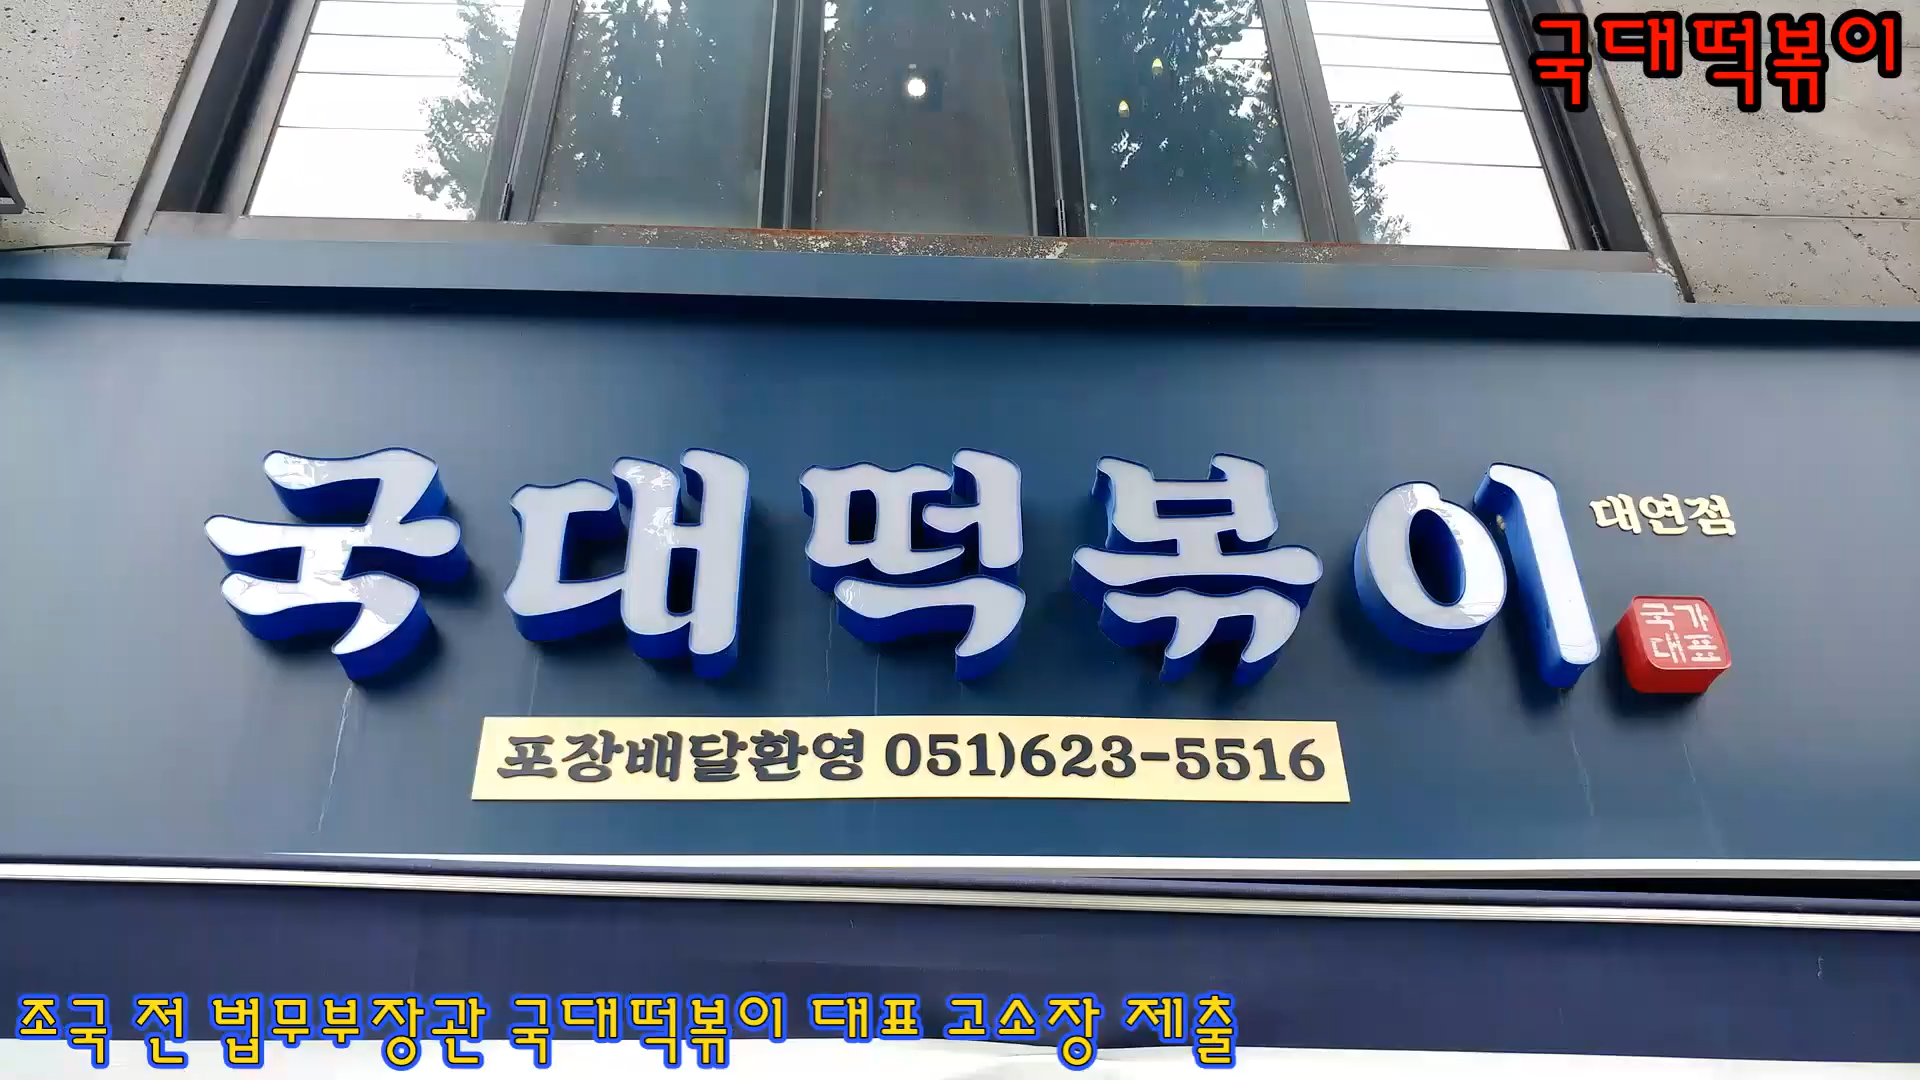 국대떡볶이
국대떡볶이
대연점
국가
대표
포장배달환영 051)623-5516
조국 전 법무부장관 국대떡볶이 대표 고소장 제출